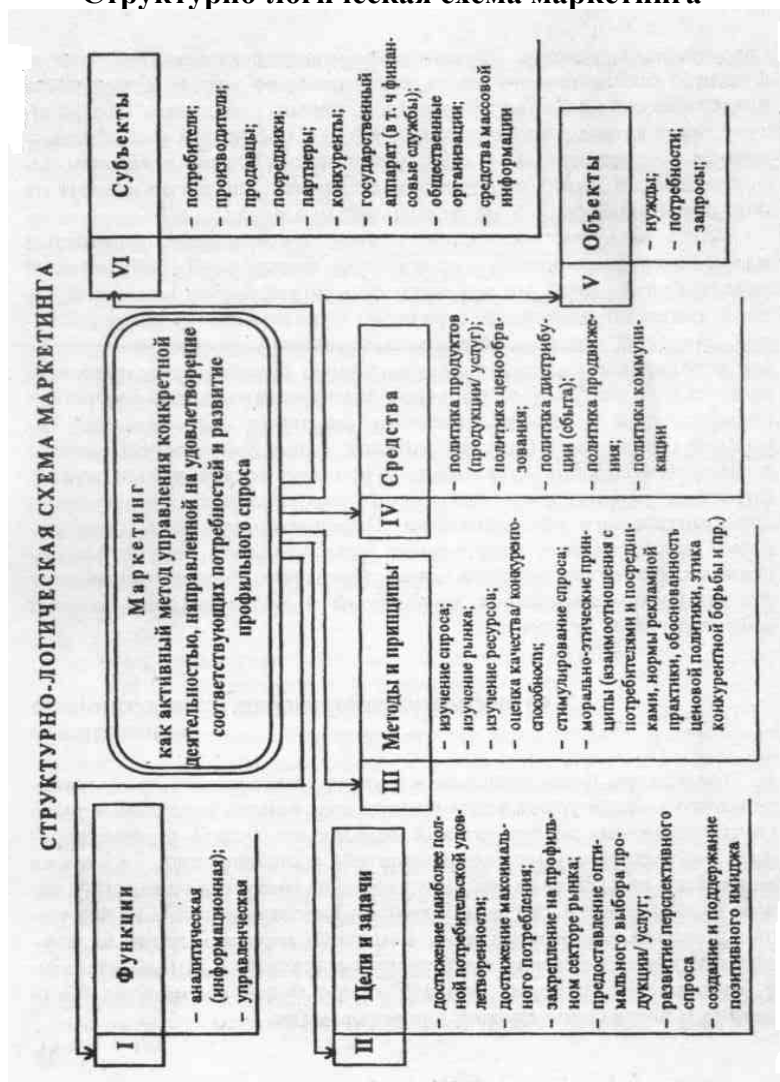 Структурно-логическая схема маркетинга
СТРУКТУРНО-ЛОГИЧЕСКАЯ СХЕМА МАРКЕТИНГА
Маркетинг
как активный метод управления конкретной
деятельностью, направленной на удовлетворение
соответствующих потребностей и развитие
профильного спроса
I Фукнии
– аналитическая
(информационная);
– управленческая
II Цели и задачи
– достижение наиболее пол-
ной потребительской удов-
летворенности;
– достижение максималь-
ного потребления;
– закрепление на профиль-
ном секторе рынка;
– предоставление опти-
мального выбора про-
дукции/ услуг;
– развитие перспективного
спроса
– создание и поддержание
позитивного имиджа
III Методы и принципы
– изучение спроса;
– изучение рынка;
– изучение ресурсов;
– оценка качества/ конкуренто-
способности;
– стимулирование спроса;
– морально-этические прин-
ципы (взаимоотношения с
потребителями и посредни-
ками, нормы рекламной
практики, обоснованность
ценовой политики, этика
конкурентной борьбы и пр.)
IV Средства
– политика продуктов
(продукции/ услуг);
– политика ценообра-
зования;
– политика дистрибу-
ции (обыта);
– политика продвиже
ния;
– политика коммуни-
кации
V Объекты
– нужды;
– потребности;
– запросы;
VI Субъекты
– потребители;
– производители;
– продавцы;
– посредники;
– партнеры;
– конкуренты;
– государственный
– аппарат (в т. ч финан-
совые службы);
– общественные
организации;
– средства массовой
информации